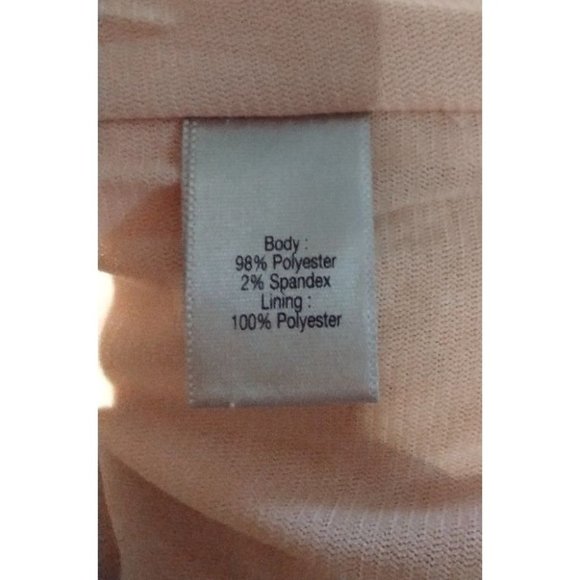 Body :
98% Polyester
2% Spandex
Lining :
100% Polyester